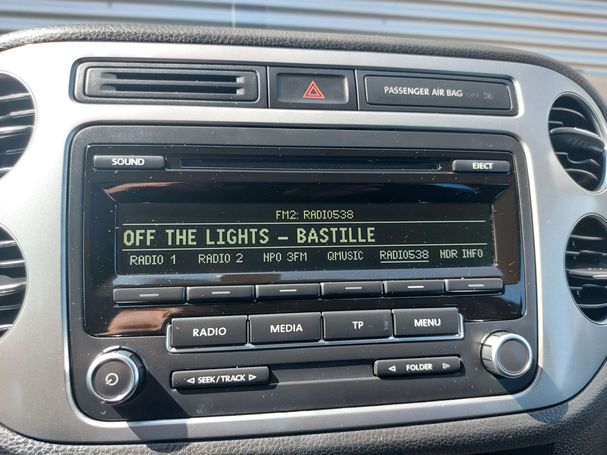 PASSENGER AIR BAG OFF
SOUND
EJECT
FM2: RADIO538
OFF THE LIGHTS - BASTILLE
RADIO 1 RADIO 2 NPO 3FM QMUSIC RADIO538 NDR INFO
RADIO MEDIA TP MENU
◁ SEEK/TRACK ▷ ◁ FOLDER ▷